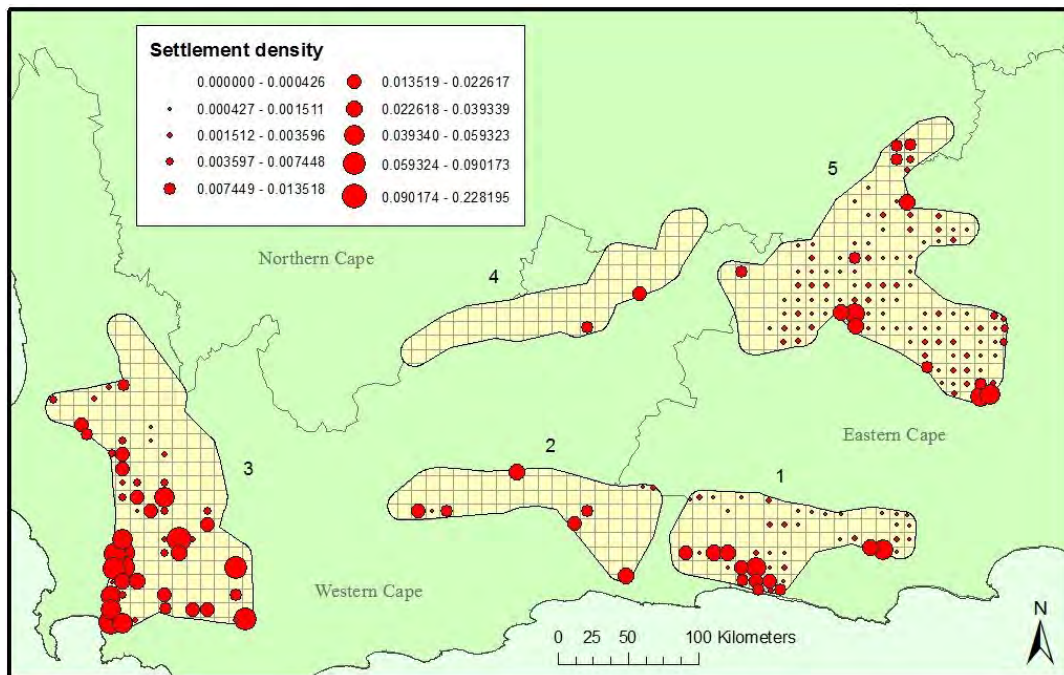 Settlement density
0.000000 - 0.000426
0.000427 - 0.001511
0.001512 - 0.003596
0.003597 - 0.007448
0.007449 - 0.013518
0.013519 - 0.022617
0.022618 - 0.039339
0.039340 - 0.059323
0.059324 - 0.090173
0.090174 - 0.228195
5
Northern Cape
4
3
Eastern Cape
2
1
Western Cape
N
0 25 50 100 Kilometers